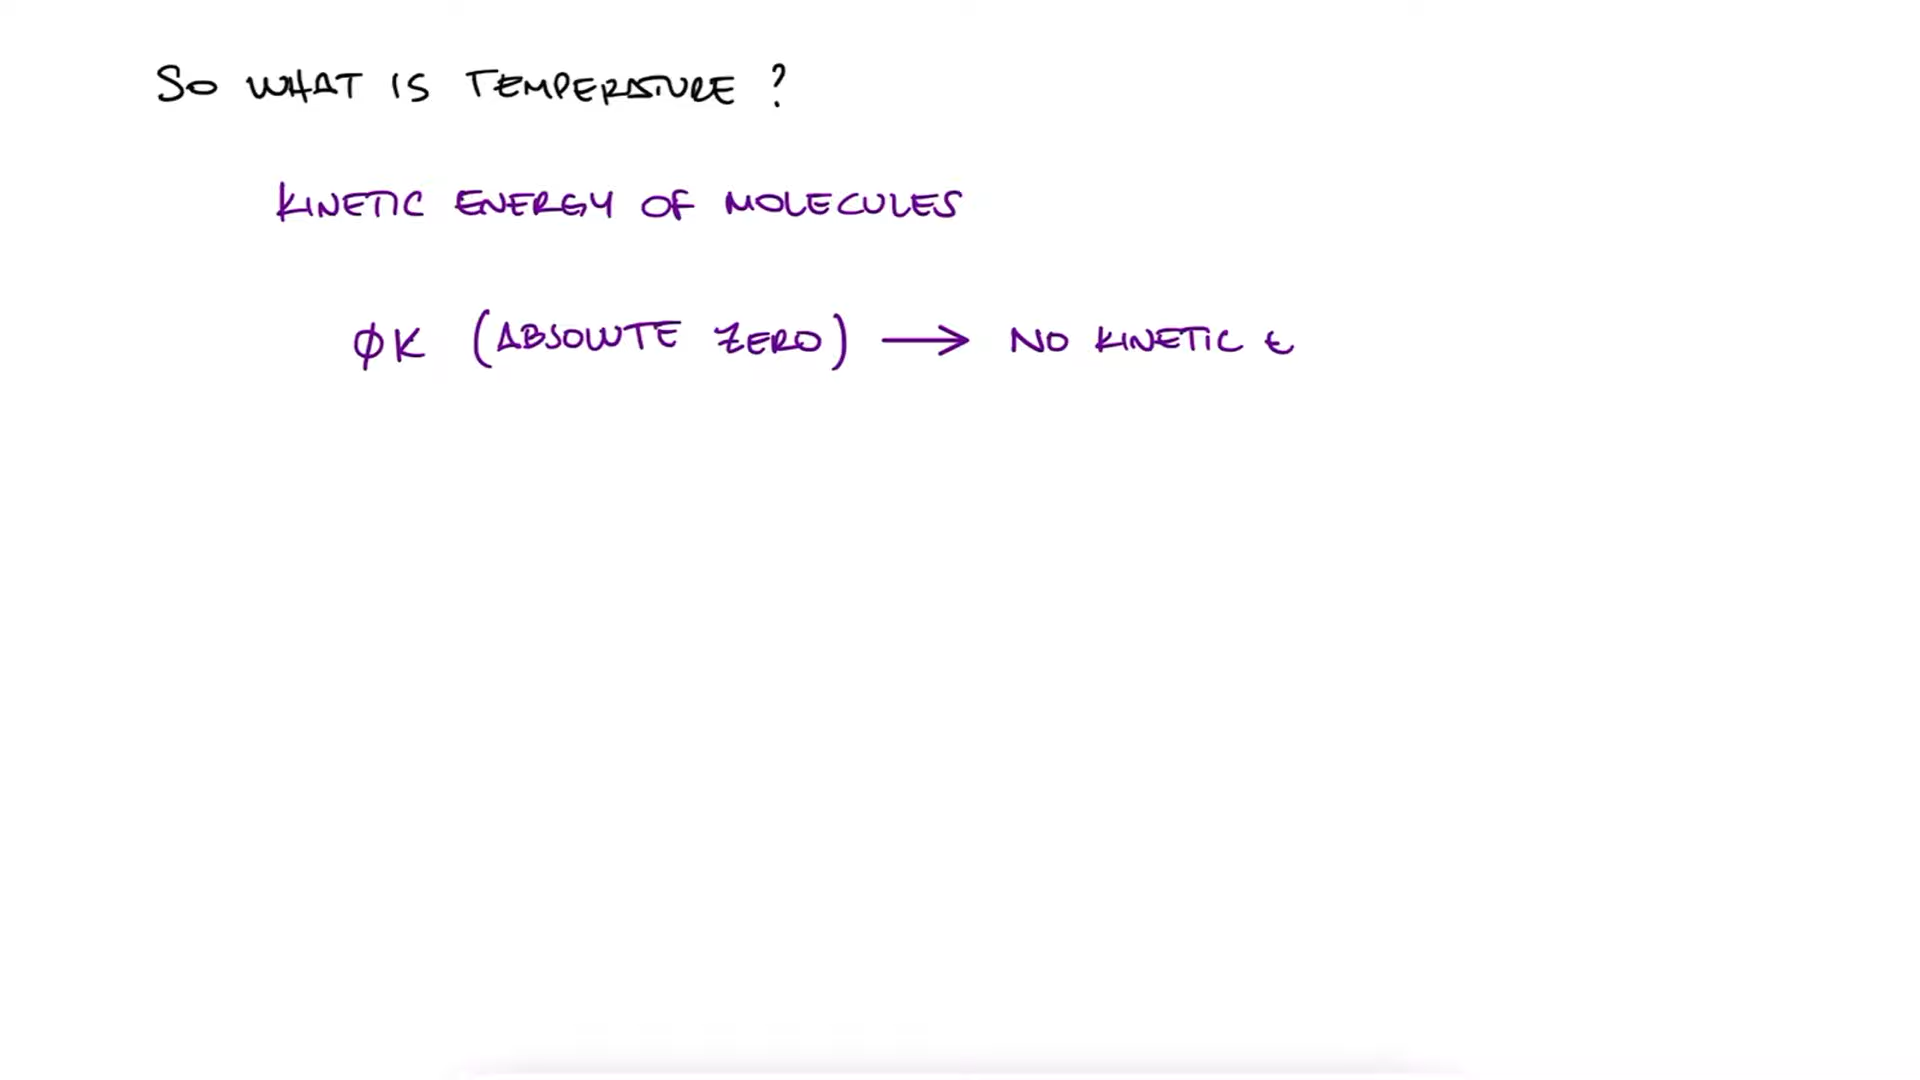 SO WHAT IS TEMPERATURE ?
KINETIC ENERGY OF MOLECULES
φK (ABSOLUTE ZERO) → NO KINETIC E